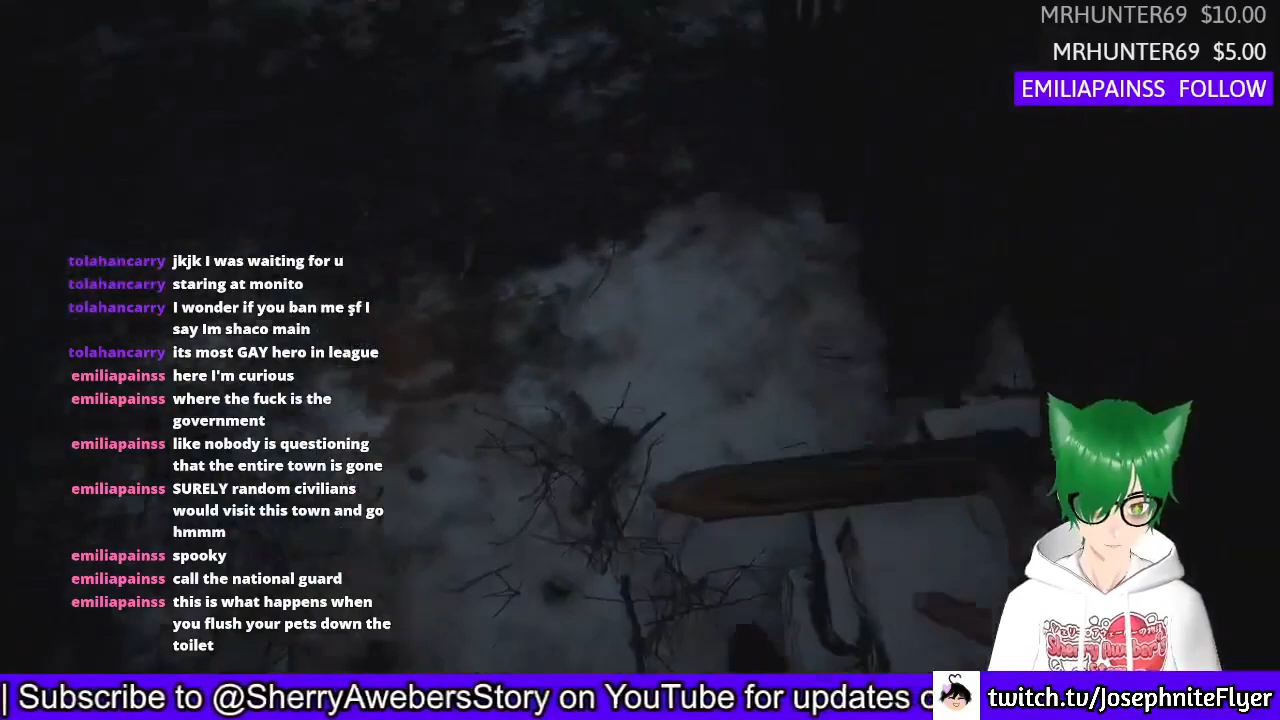 MRHUNTER69 $10.00
MRHUNTER69 $5.00
EMILIAPAINSS FOLLOW
tolahancarry jkjk I was waiting for u
tolahancarry staring at monito
tolahancarry I wonder if you ban me şf I
say Im shaco main
tolahancarry its most GAY hero in league
emiliapainss here I'm curious
emiliapainss where the fuck is the
government
emiliapainss like nobody is questioning
that the entire town is gone
emiliapainss SURELY random civilians
would visit this town and go
hmmm
emiliapainss spooky
emiliapainss call the national guard
emiliapainss this is what happens when
you flush your pets down the
toilet
Sherry Aweber's
| Subscribe to @SherryAwebersStory on YouTube for updates
twitch.tv/JosephniteFlyer